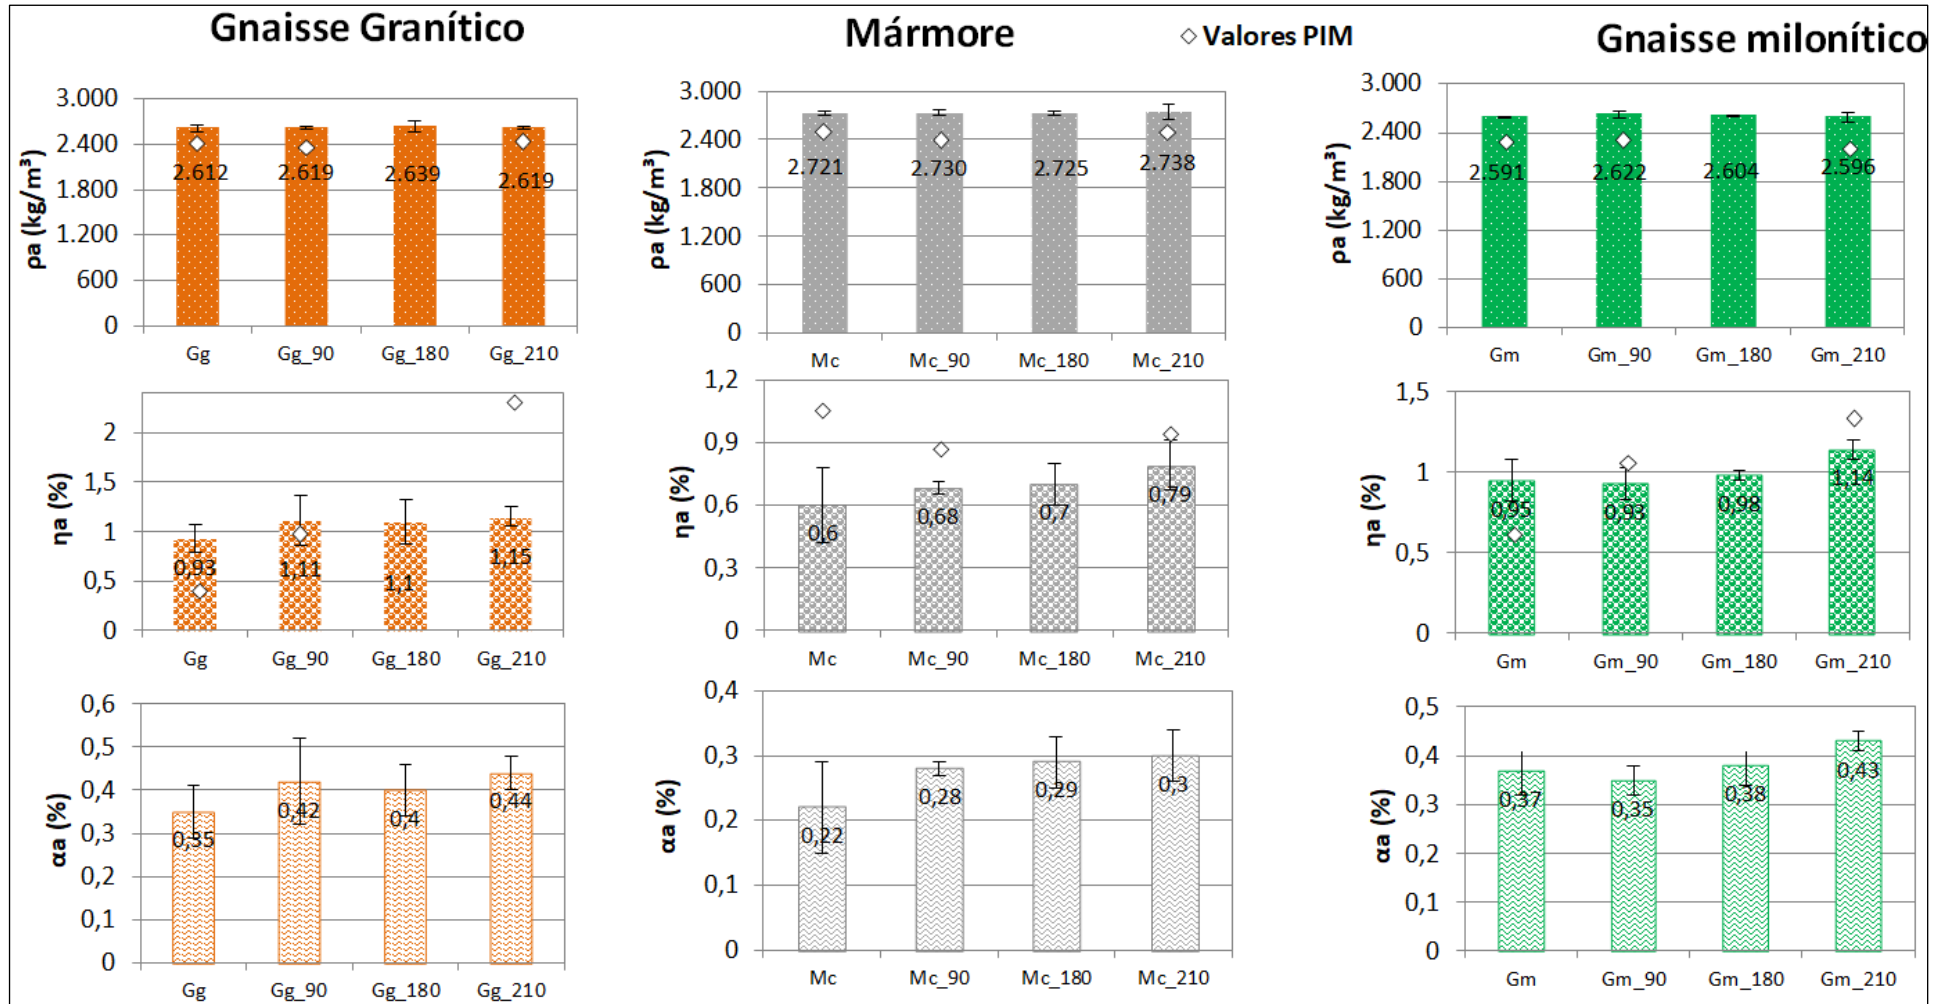 Gnaisse Granítico
Mármore
Valores PIM
Gnaisse milonítico
ρa (kg/m³)
3.000
2.400
1.800
1.200
600
0
2.612
2.619
2.639
2.619
Gg
Gg_90
Gg_180
Gg_210
ρa (kg/m³)
3.000
2.400
1.800
1.200
600
0
2.721
2.730
2.725
2.738
Mc
Mc_90
Mc_180
Mc_210
ρa (kg/m³)
3.000
2.400
1.800
1.200
600
0
2.591
2.622
2.604
2.596
Gm
Gm_90
Gm_180
Gm_210
ηa (%)
2
1,5
1
0,5
0
0,93
1,11
1,1
1,15
Gg
Gg_90
Gg_180
Gg_210
ηa (%)
1,2
0,9
0,6
0,3
0
0,6
0,68
0,7
0,79
Mc
Mc_90
Mc_180
Mc_210
ηa (%)
1,5
1
0,5
0
0,95
0,93
0,98
1,14
Gm
Gm_90
Gm_180
Gm_210
αa (%)
0,6
0,5
0,4
0,3
0,2
0,1
0
0,35
0,42
0,4
0,44
Gg
Gg_90
Gg_180
Gg_210
αa (%)
0,4
0,3
0,2
0,1
0
0,22
0,28
0,29
0,3
Mc
Mc_90
Mc_180
Mc_210
αa (%)
0,5
0,4
0,3
0,2
0,1
0
0,37
0,35
0,38
0,43
Gm
Gm_90
Gm_180
Gm_210